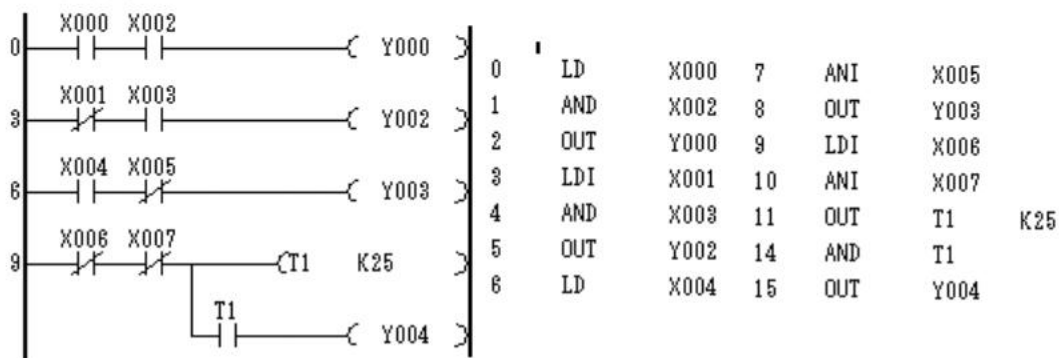 X000 X002
0 Y000
X001 X003
3 Y002
X004 X005
6 Y003
X006 X007
9 T1 K25
T1
Y004
0 LD X000 7 ANI X005
1 AND X002 8 OUT Y003
2 OUT Y000 9 LDI X006
3 LDI X001 10 ANI X007
4 AND X003 11 OUT T1 K25
5 OUT Y002 14 AND T1
6 LD X004 15 OUT Y004